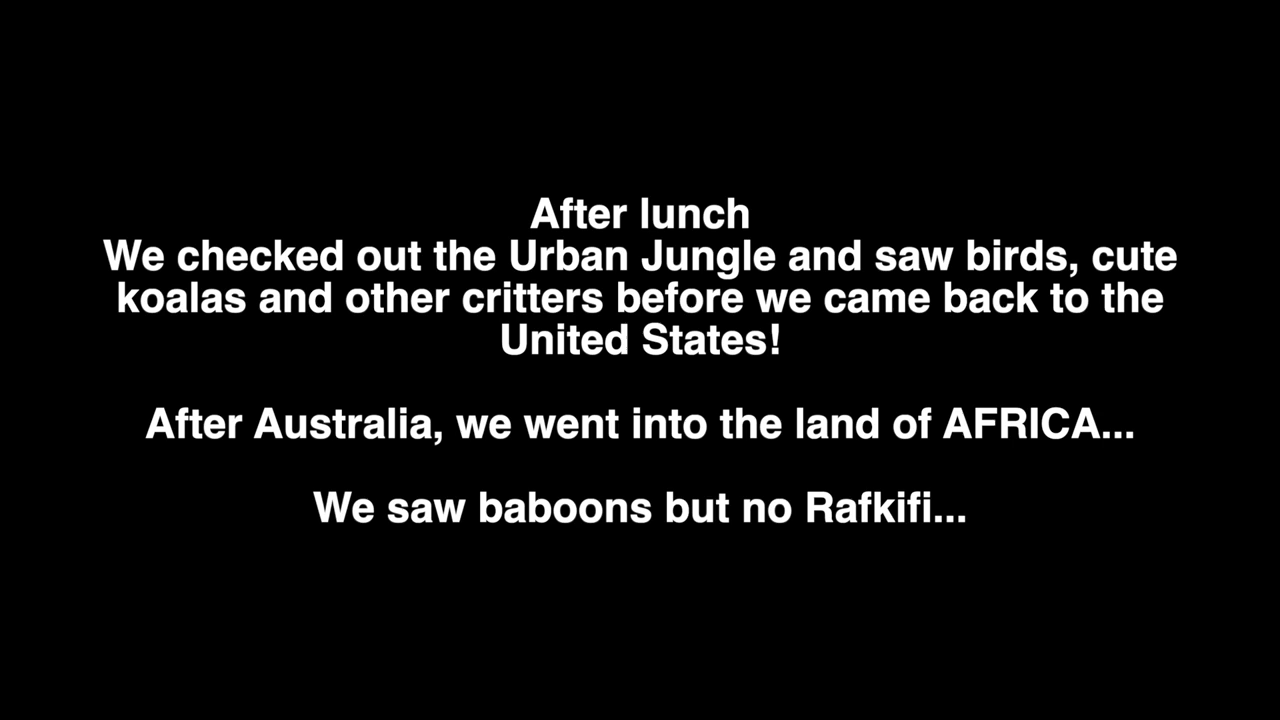 After lunch
We checked out the Urban Jungle and saw birds, cute
koalas and other critters before we came back to the
United States!
After Australia, we went into the land of AFRICA...
We saw baboons but no Rafkifi...